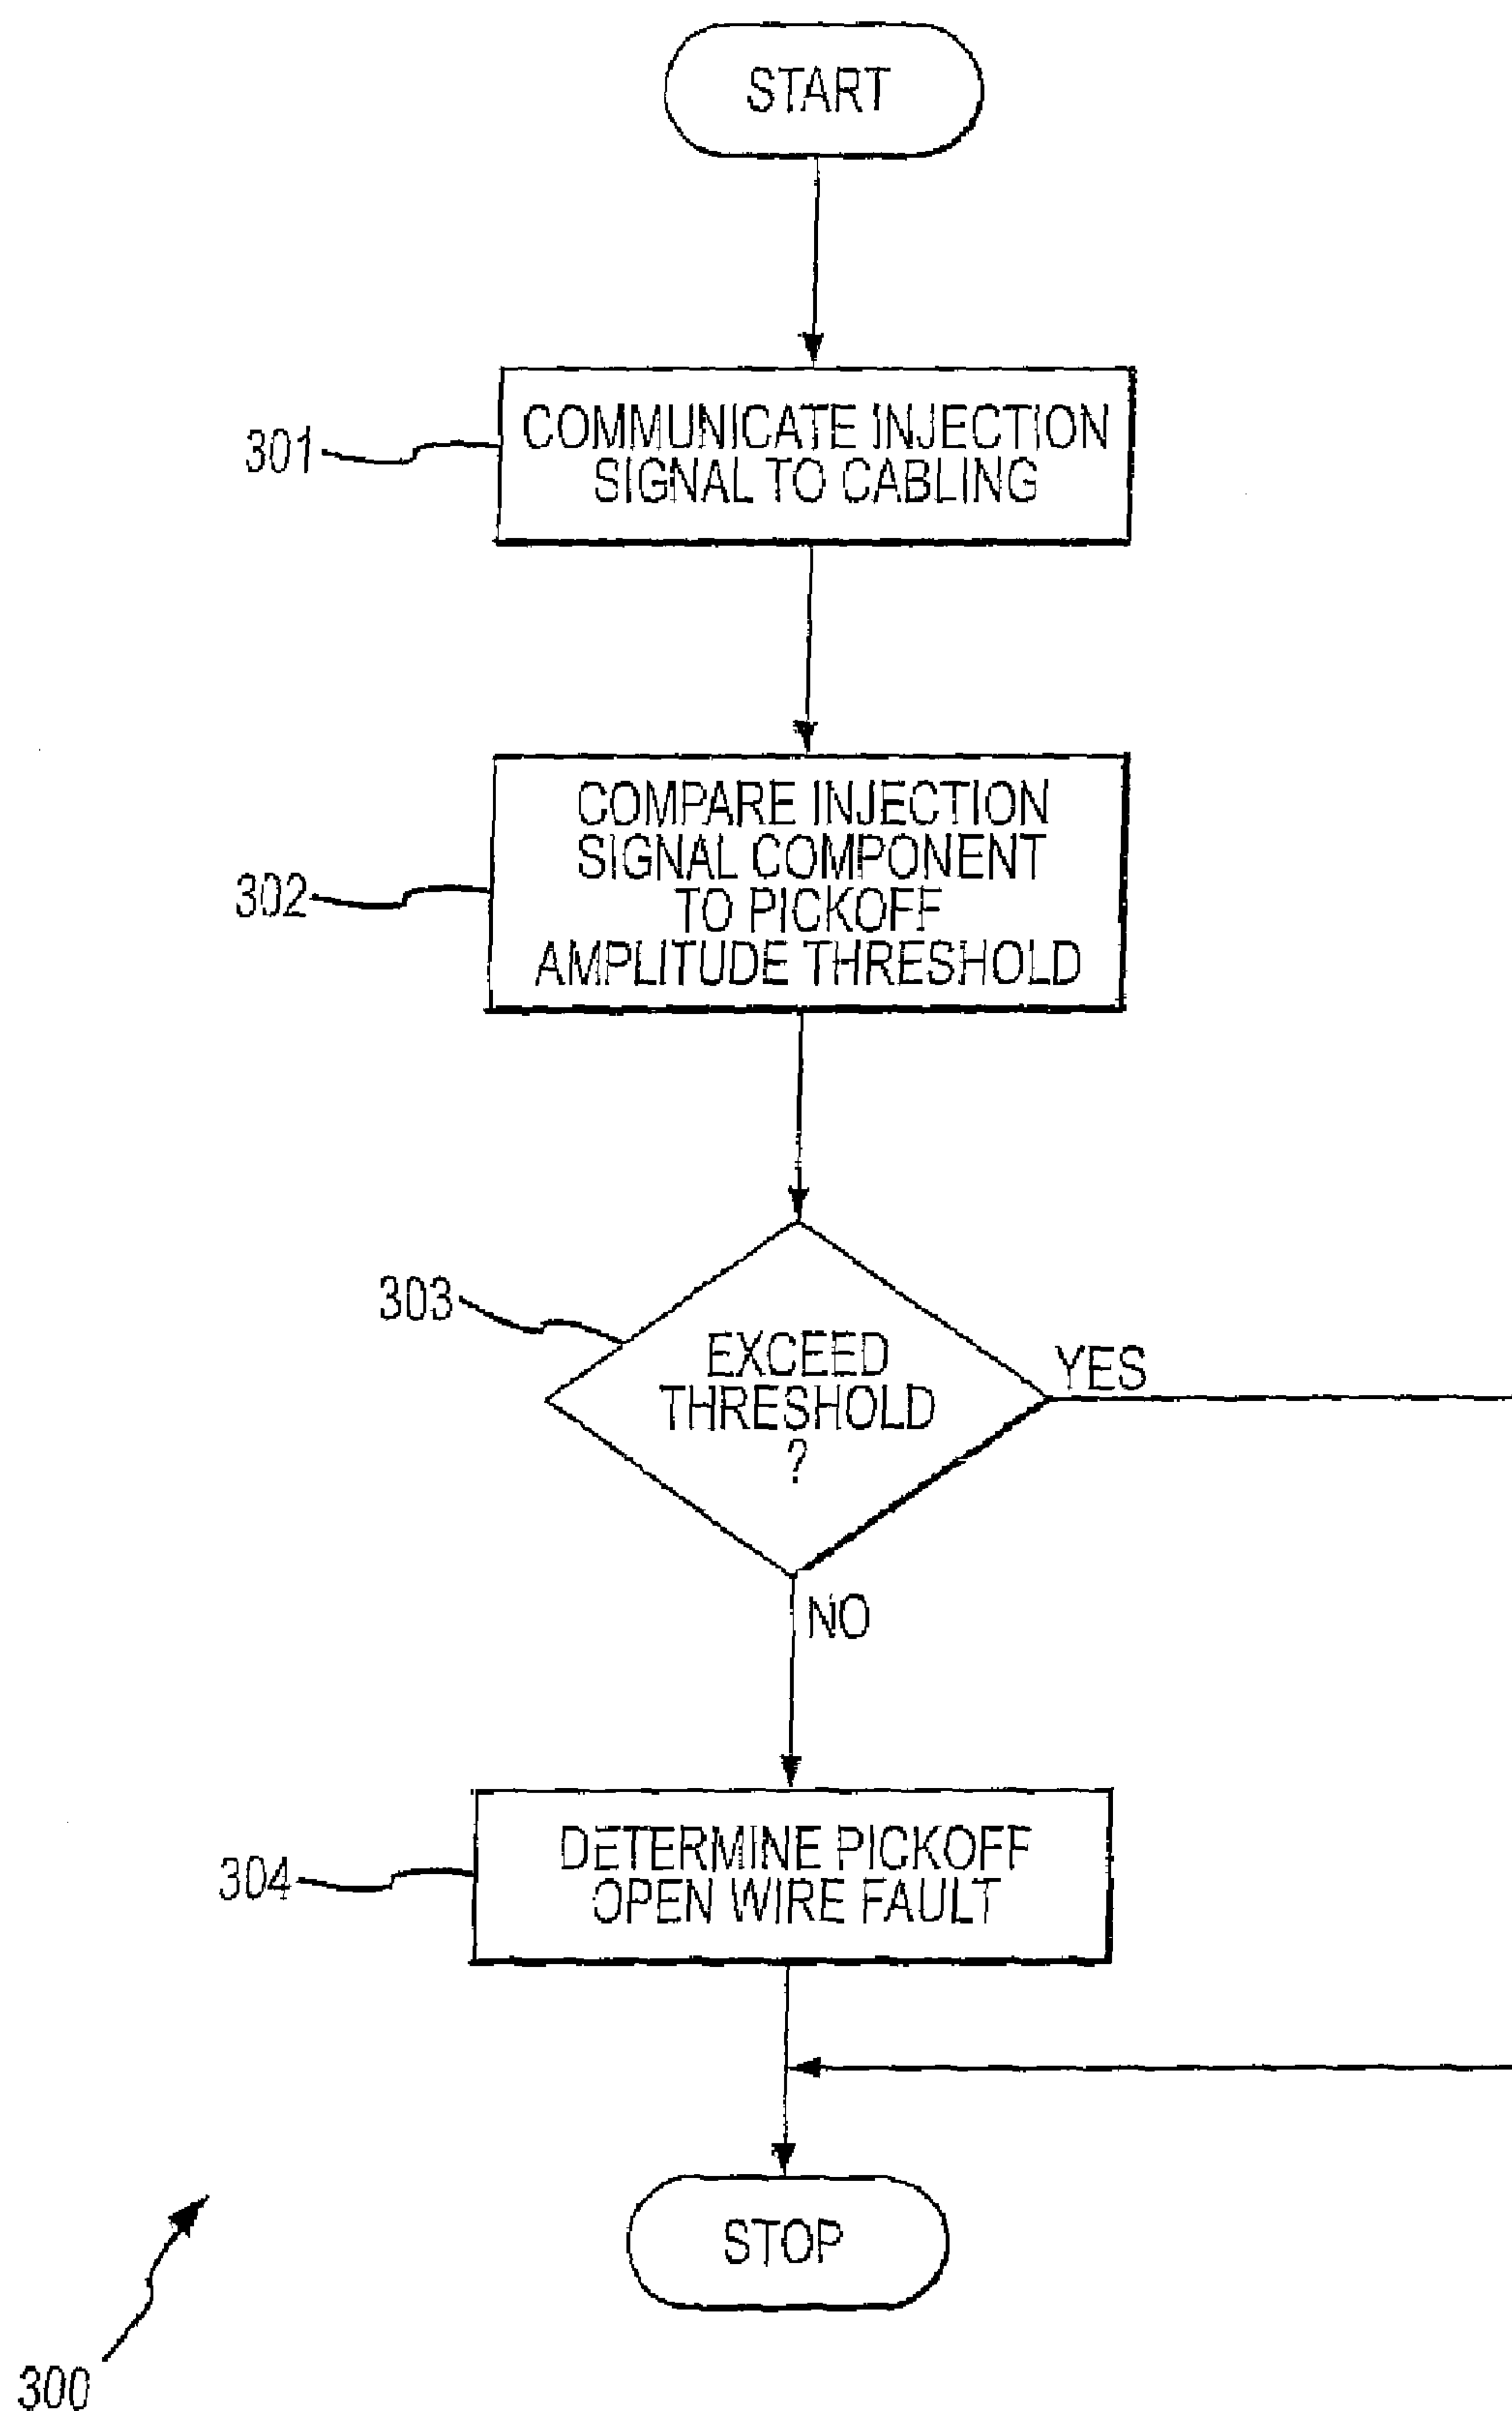 START
301
COMMUNICATE INJECTION
SIGNAL TO CABLING
302
COMPARE INJECTION
SIGNAL COMPONENT
TO PICKOFF
AMPLITUDE THRESHOLD
303
EXCEED
THRESHOLD
?
YES
NO
304
DETERMINE PICKOFF
OPEN WIRE FAULT
STOP
300